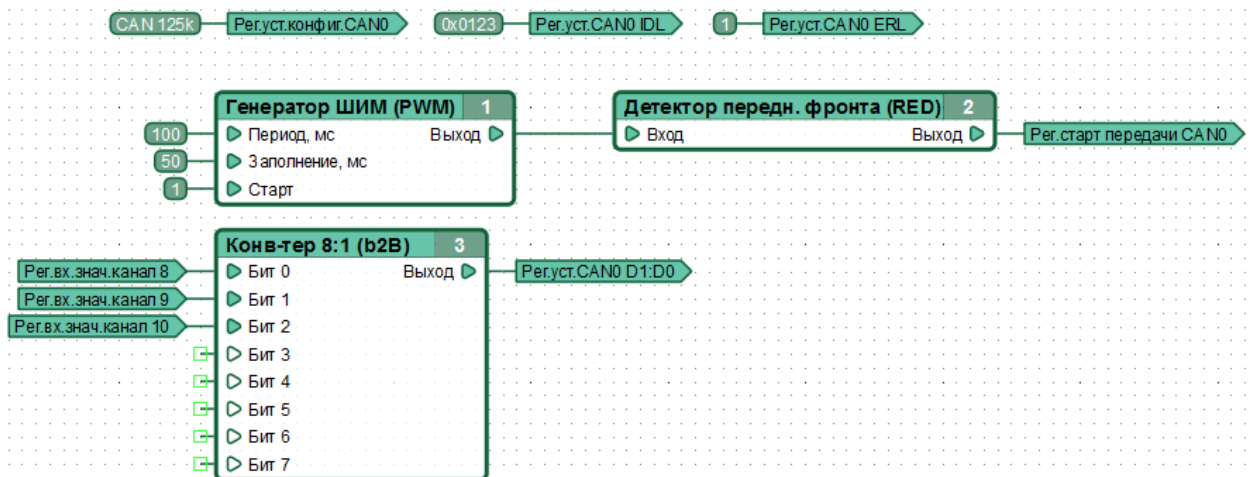 CAN 125k Рег.уст.конфиг.CAN0 0x0123 Рег.уст.CAN0 IDL 1 Рег.уст.CAN0 ERL
Генератор ШИМ (PWM) 1
100 Период, мс Выход
50 Заполнение, мс
1 Старт
Детектор передн. фронта (RED) 2
Вход Выход Рег.старт передачи CAN0
Конв-тер 8:1 (b2B) 3
Рег.вх.знач.канал 8 Бит 0 Выход Рег.уст.CAN0 D1:D0
Рег.вх.знач.канал 9 Бит 1
Рег.вх.знач.канал 10 Бит 2
Бит 3
Бит 4
Бит 5
Бит 6
Бит 7